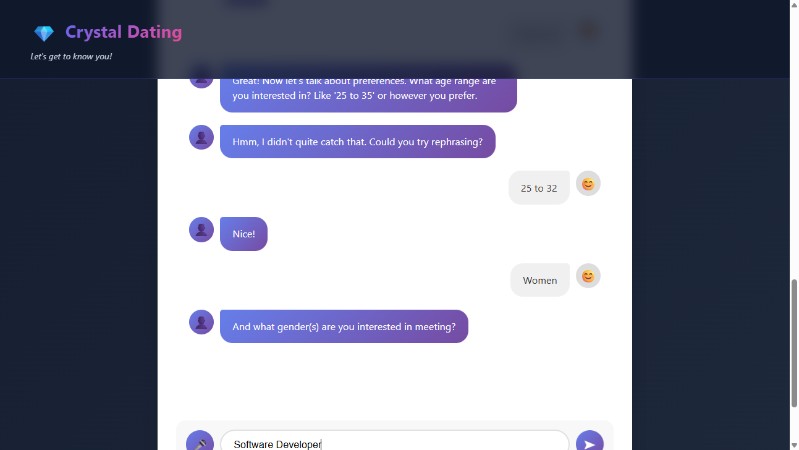 Crystal Dating
Let's get to know you!
Great! Now let's talk about preferences. What age range are
you interested in? Like '25 to 35' or however you prefer.
Hmm, I didn't quite catch that. Could you try rephrasing?
25 to 32
Nice!
Women
And what gender(s) are you interested in meeting?
Software Developer